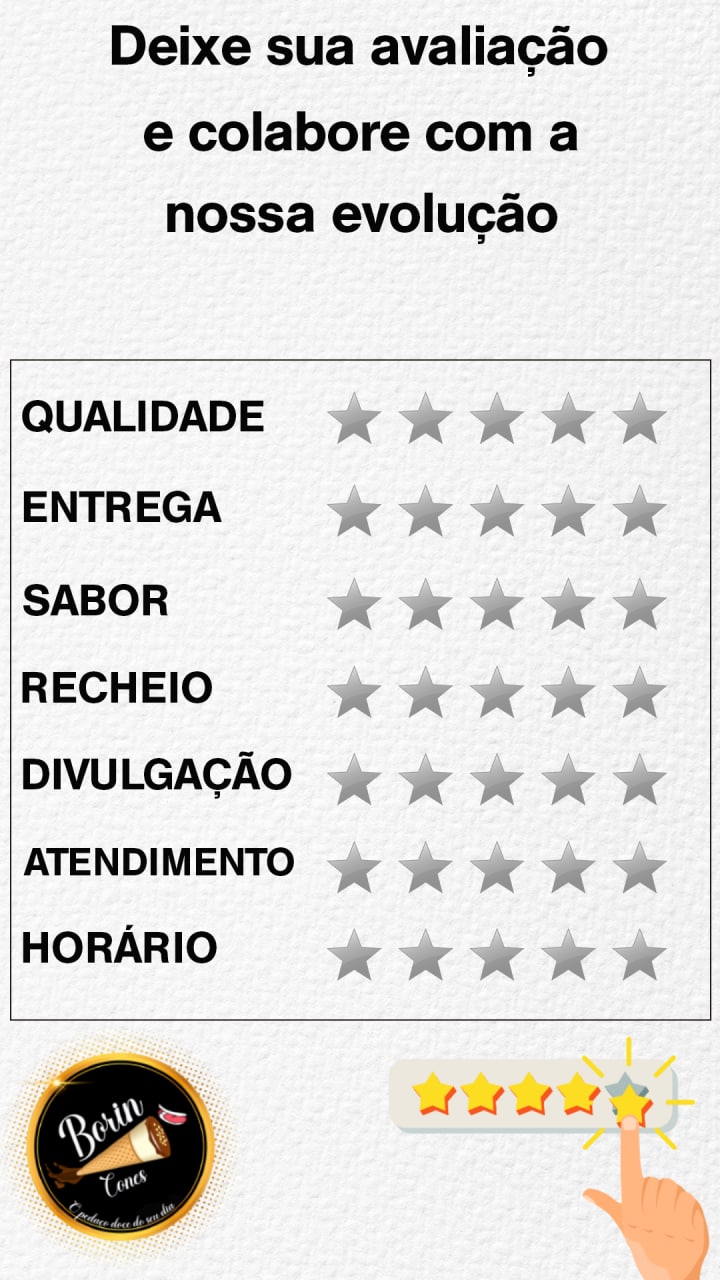 Deixe sua avaliação
e colabore com a
nossa evolução
QUALIDADE
ENTREGA
SABOR
RECHEIO
DIVULGAÇÃO
ATENDIMENTO
HORÁRIO
Borin
Cones
O pedaço doce do seu dia